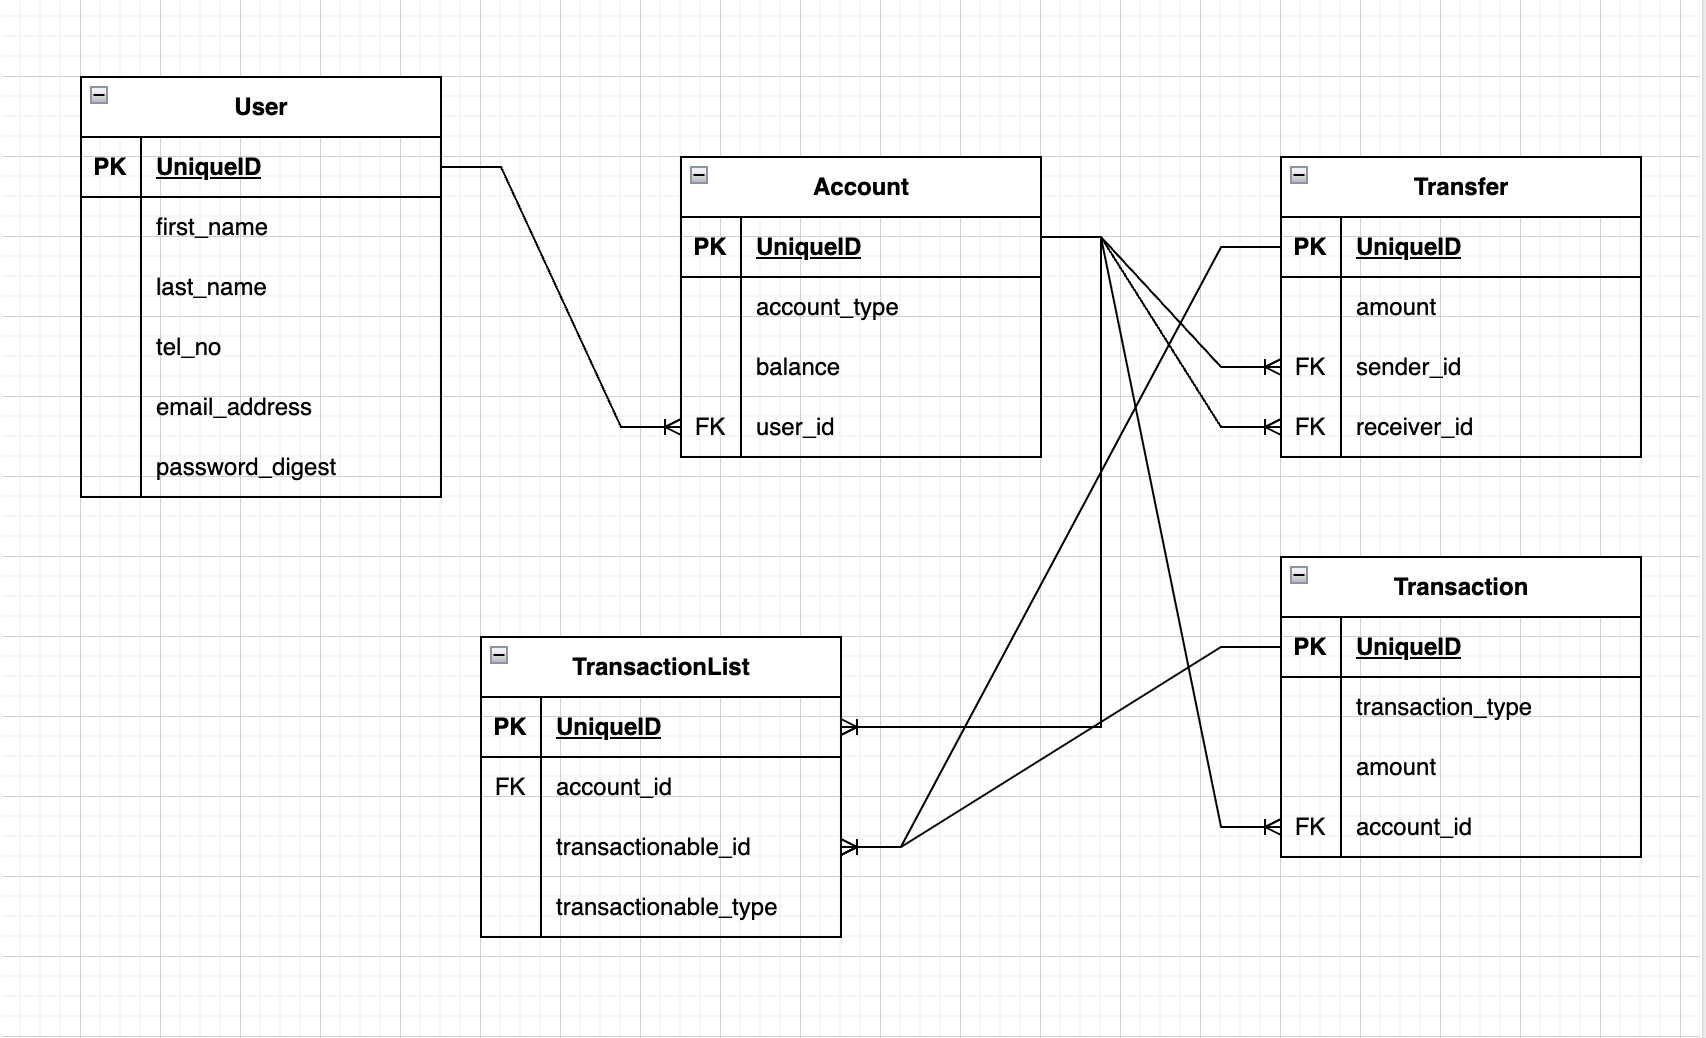 User
PK UniqueID
first_name
last_name
tel_no
email_address
password_digest
Account
PK UniqueID
account_type
balance
FK user_id
Transfer
PK UniqueID
amount
FK sender_id
FK receiver_id
TransactionList
PK UniqueID
FK account_id
transactionable_id
transactionable_type
Transaction
PK UniqueID
transaction_type
amount
FK account_id